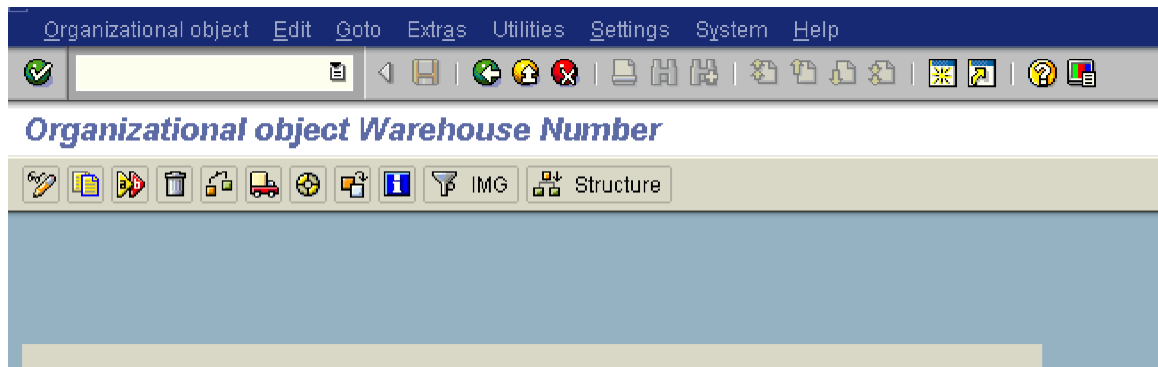 Organizational object Edit Goto Extras Utilities Settings System Help
Organizational object Warehouse Number
IMG Structure